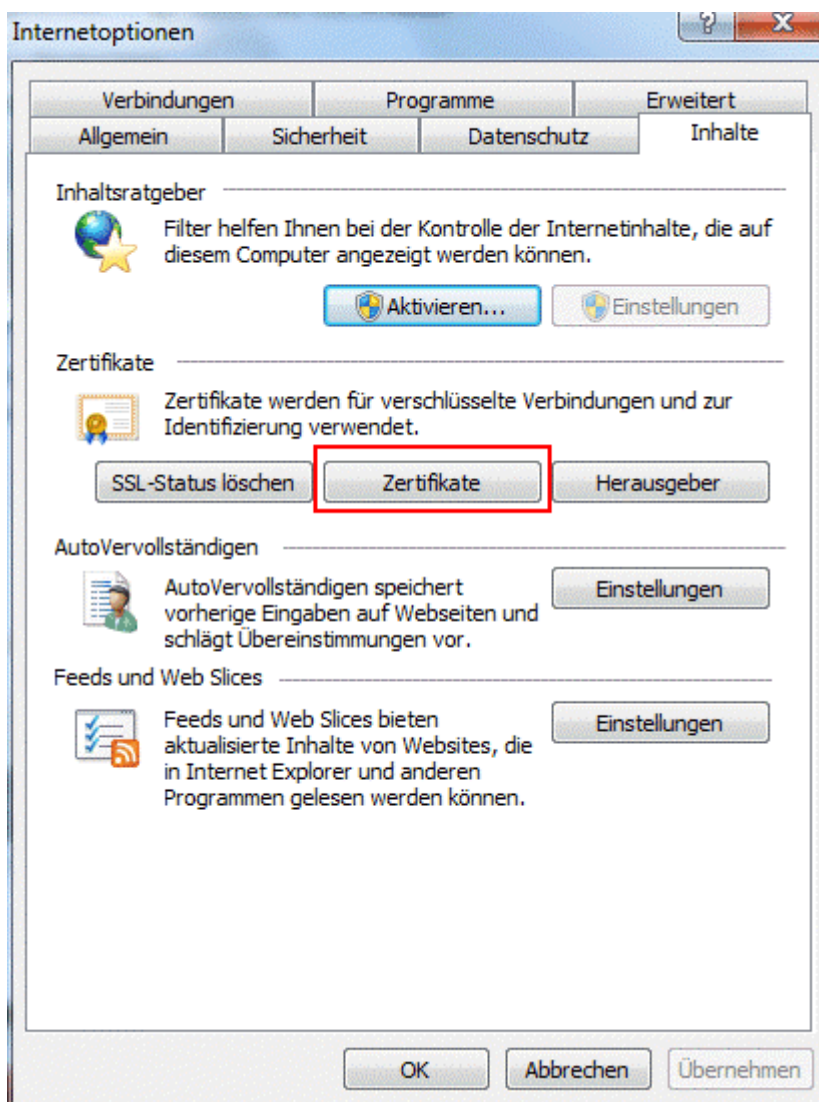 Internetoptionen
Verbindungen Programme Erweitert
Allgemein Sicherheit Datenschutz Inhalte
Inhaltsratgeber
Filter helfen Ihnen bei der Kontrolle der Internetinhalte, die auf
diesem Computer angezeigt werden können.
Aktivieren... Einstellungen
Zertifikate
Zertifikate werden für verschlüsselte Verbindungen und zur
Identifizierung verwendet.
SSL-Status löschen Zertifikate Herausgeber
AutoVervollständigen
AutoVervollständigen speichert
vorherige Eingaben auf Webseiten und
schlägt Übereinstimmungen vor.
Einstellungen
Feeds und Web Slices
Feeds und Web Slices bieten
aktualisierte Inhalte von Websites, die
in Internet Explorer und anderen
Programmen gelesen werden können.
Einstellungen
OK Abbrechen Übernehmen